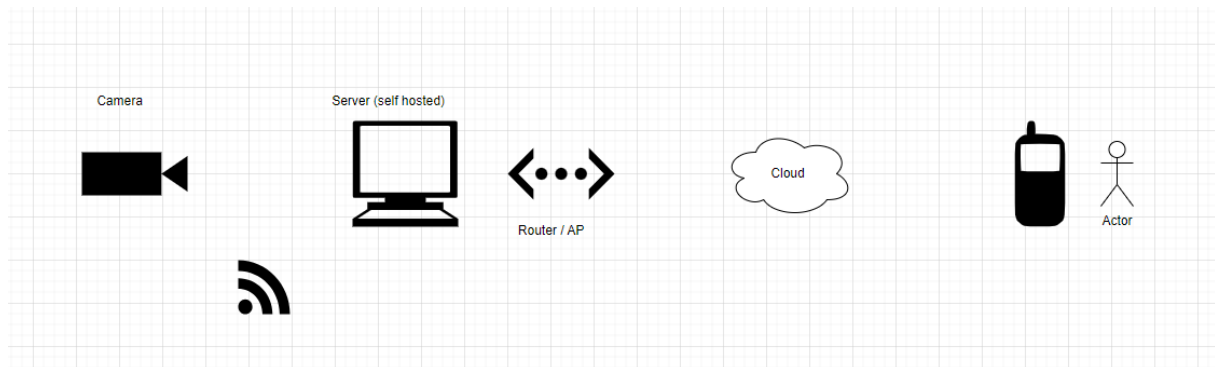 Camera
Server (self hosted)
Router / AP
Cloud
Actor